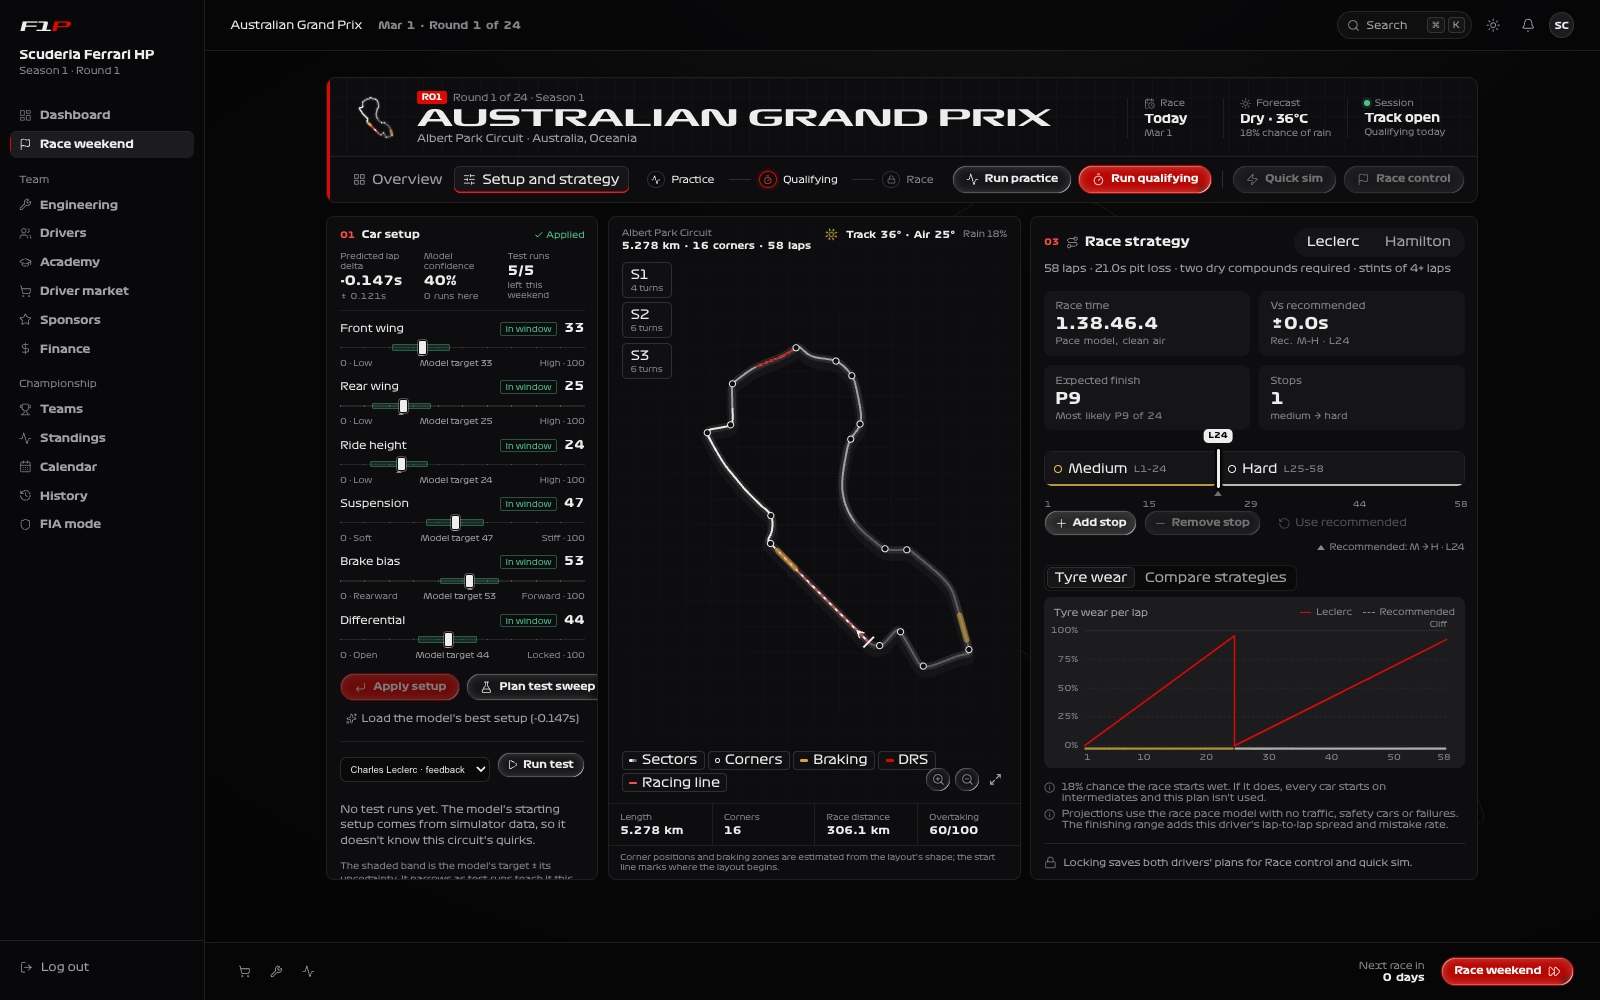 F1P
Scuderia Ferrari HP
Season 1 · Round 1
Dashboard
Race weekend
Team
Engineering
Drivers
Academy
Driver market
Sponsors
Finance
Championship
Teams
Standings
Calendar
History
FIA mode
Log out
Australian Grand Prix Mar 1 · Round 1 of 24
Search ⌘ K
SC
R01 Round 1 of 24 · Season 1
AUSTRALIAN GRAND PRIX
Albert Park Circuit · Australia, Oceania
Race
Today
Mar 1
Forecast
Dry · 36°C
18% chance of rain
Session
Track open
Qualifying today
Overview Setup and strategy Practice Qualifying Race Run practice Run qualifying Quick sim Race control
01 Car setup ✓ Applied
Predicted lap delta
-0.147s
± 0.121s
Model confidence
40%
0 runs here
Test runs
5/5
left this weekend
Front wing In window 33
0 · Low Model target 33 High · 100
Rear wing In window 25
0 · Low Model target 25 High · 100
Ride height In window 24
0 · Low Model target 24 High · 100
Suspension In window 47
0 · Soft Model target 47 Stiff · 100
Brake bias In window 53
0 · Rearward Model target 53 Forward · 100
Differential In window 44
0 · Open Model target 44 Locked · 100
Apply setup Plan test sweep
Load the model's best setup (-0.147s)
Charles Leclerc · feedback Run test
No test runs yet. The model's starting
setup comes from simulator data, so it
doesn't know this circuit's quirks.
The shaded band is the model's target ± its
uncertainty. It narrows as test runs teach it this
Albert Park Circuit
5.278 km · 16 corners · 58 laps
Track 36° · Air 25° Rain 18%
S1
4 turns
S2
6 turns
S3
6 turns
Sectors Corners Braking DRS
Racing line
Length
5.278 km
Corners
16
Race distance
306.1 km
Overtaking
60/100
Corner positions and braking zones are estimated from the layout's shape; the start
line marks where the layout begins.
03 Race strategy Leclerc Hamilton
58 laps · 21.0s pit loss · two dry compounds required · stints of 4+ laps
Race time
1.38.46.4
Pace model, clean air
Vs recommended
±0.0s
Rec. M-H · L24
Expected finish
P9
Most likely P9 of 24
Stops
1
medium → hard
L24
Medium L1-24 Hard L25-58
1 15 29 44 58
Add stop Remove stop Use recommended
▲ Recommended: M → H · L24
Tyre wear Compare strategies
Tyre wear per lap Leclerc Recommended
Cliff
100%
75%
50%
25%
0%
1 10 20 30 40 50 58
18% chance the race starts wet. If it does, every car starts on
intermediates and this plan isn't used.
Projections use the race pace model with no traffic, safety cars or failures.
The finishing range adds this driver's lap-to-lap spread and mistake rate.
Locking saves both drivers' plans for Race control and quick sim.
Next race in
0 days
Race weekend